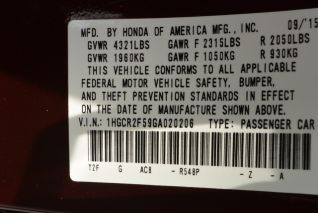 MFD. BY HONDA OF AMERICA MFG., INC. 09/15
GVWR 4321LBS GAWR F 2315LBS R 2050LBS
GVWR 1960KG GAWR F 1050KG R 930KG
THIS VEHICLE CONFORMS TO ALL APPLICABLE
FEDERAL MOTOR VEHICLE SAFETY, BUMPER,
AND THEFT PREVENTION STANDARDS IN EFFECT
ON THE DATE OF MANUFACTURE SHOWN ABOVE.
V.I.N.: 1HGCR2F59GA020206 TYPE: PASSENGER CAR
T2F G AC8 - R548P - Z - A